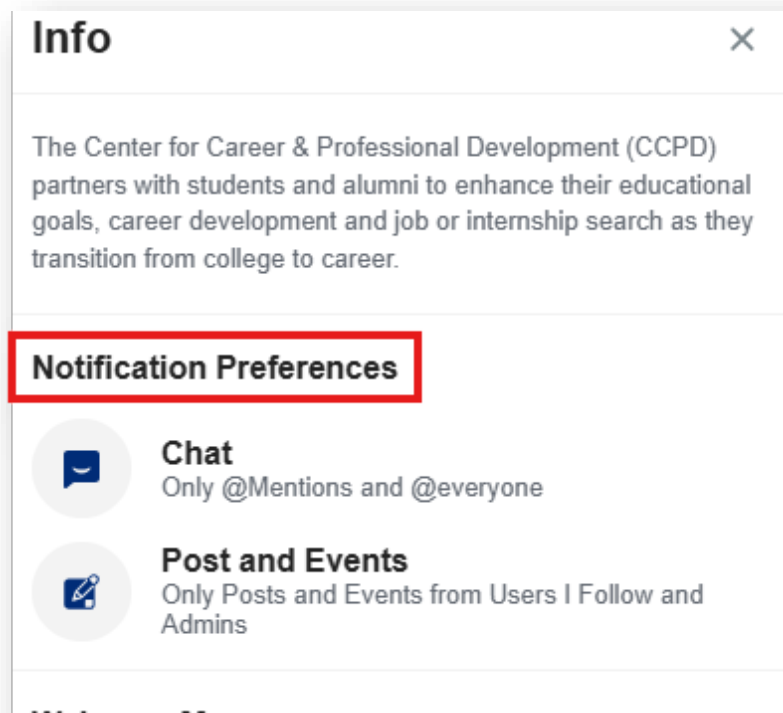 Info
The Center for Career & Professional Development (CCPD)
partners with students and alumni to enhance their educational
goals, career development and job or internship search as they
transition from college to career.
Notification Preferences
Chat
Only @Mentions and @everyone
Post and Events
Only Posts and Events from Users I Follow and
Admins